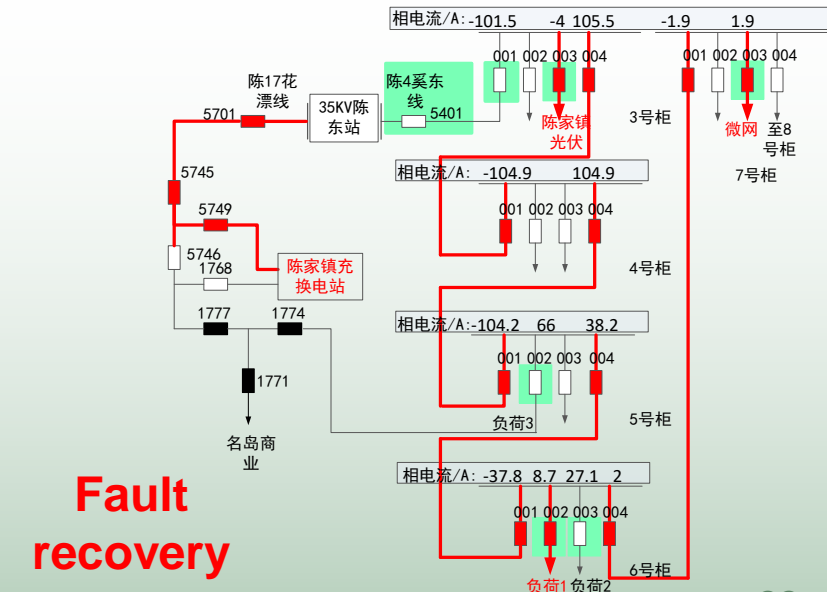 相电流/A: -101.5 -4 105.5 -1.9 1.9
001 002 003 004 001 002 003 004
陈17花
漂线
陈4奚东
线
5701
35KV陈
东站
5401
陈家镇
光伏
3号柜
微网
至8
号柜
7号柜
相电流/A: -104.9 104.9
5745
001 002 003 004
5749
5746
1768
陈家镇充
换电站
4号柜
1777 1774
相电流/A: -104.2 66 38.2
001 002 003 004
1771
负荷3
5号柜
名岛商
业
相电流/A: -37.8 8.7 27.1 2
Fault
recovery
001 002 003 004
6号柜
负荷1 负荷2